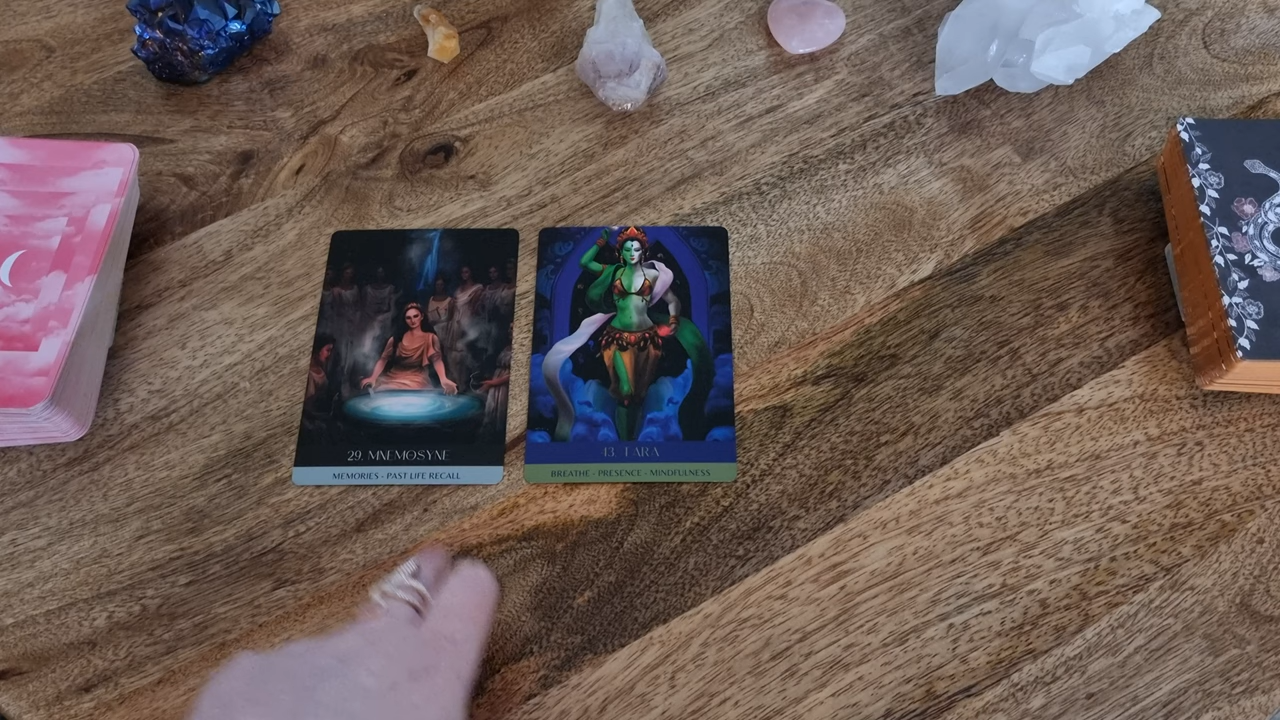 29. MNEMOSYNE
MEMORIES - PAST LIFE RECALL
13. TARA
BREATHE - PRESENCE - MINDFULNESS